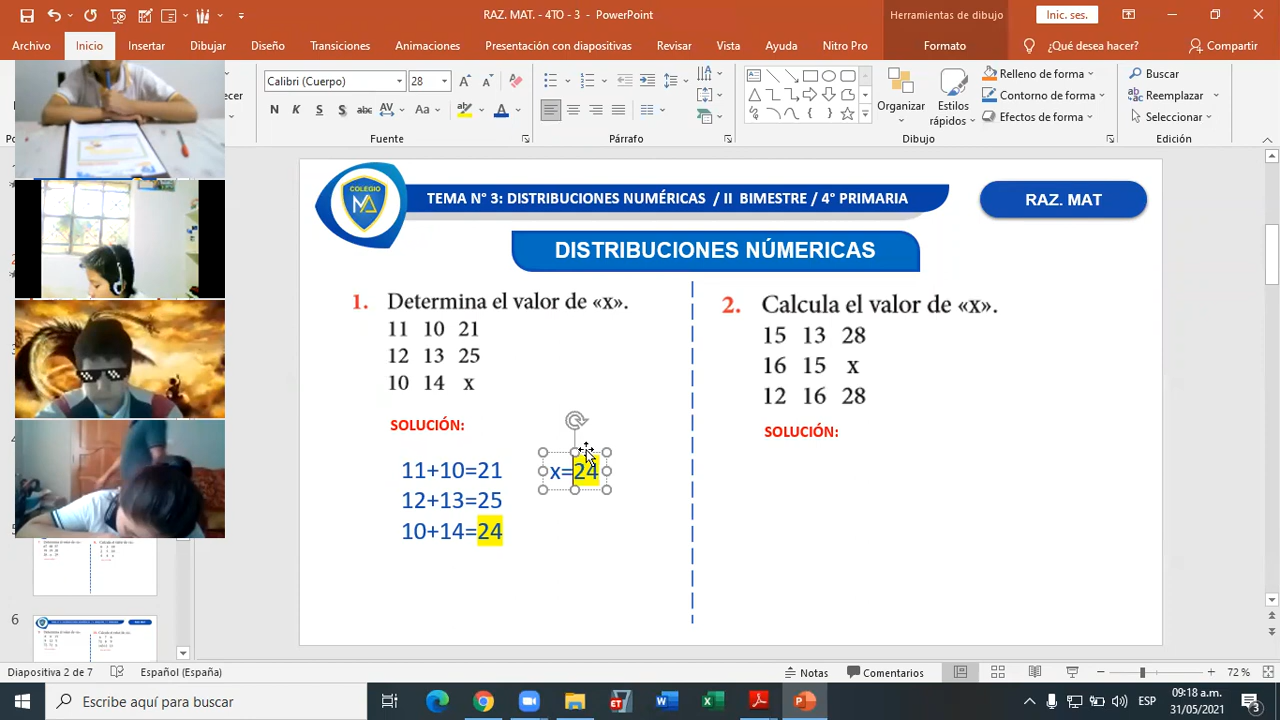 RAZ. MAT. - 4TO - 3 - PowerPoint
Herramientas de dibujo
Inic. ses.
Archivo Inicio Insertar Dibujar Diseño Transiciones Animaciones Presentación con diapositivas Revisar Vista Ayuda Nitro Pro Formato ¿Qué desea hacer? Compartir
Calibri (Cuerpo) 28
Relleno de forma
Contorno de forma
Efectos de forma
Organizar
Estilos
rápidos
Buscar
Reemplazar
Seleccionar
Fuente Párrafo Dibujo Edición
COLEGIO
TEMA N° 3: DISTRIBUCIONES NUMÉRICAS / II BIMESTRE / 4° PRIMARIA
RAZ. MAT
DISTRIBUCIONES NÚMERICAS
1. Determina el valor de «x».
11 10 21
12 13 25
10 14 x
SOLUCIÓN:
11+10=21
12+13=25
10+14=24
x=24
2. Calcula el valor de «x».
15 13 28
16 15 x
12 16 28
SOLUCIÓN:
6
Diapositiva 2 de 7 Español (España) Notas Comentarios 72 %
Escribe aquí para buscar
ESP
09:18 a.m.
31/05/2021
3